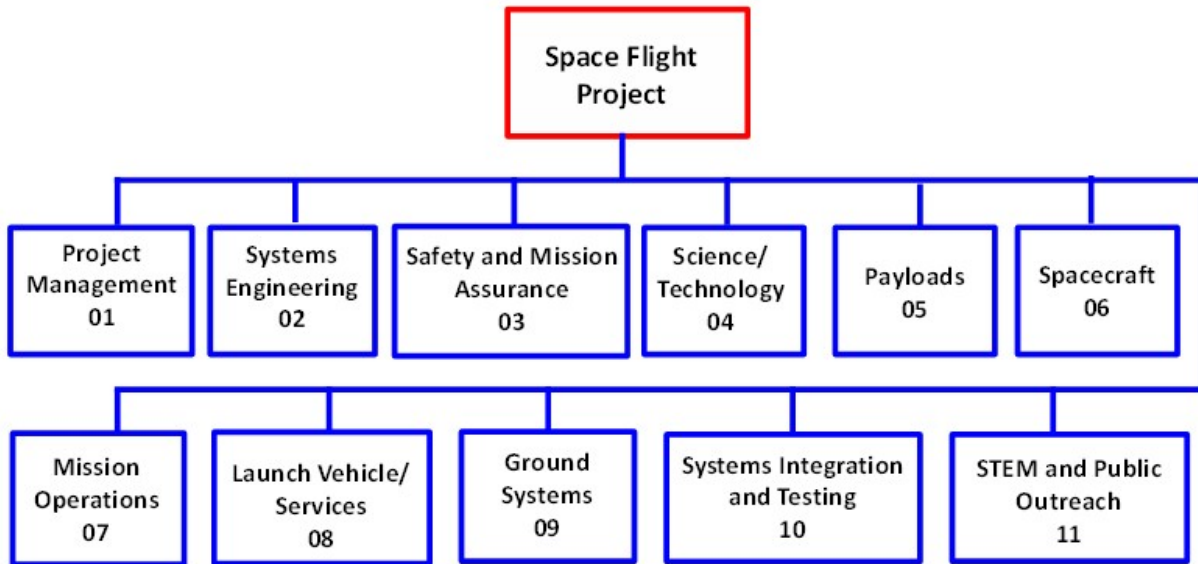 Space Flight
Project
Project
Management
01
Systems
Engineering
02
Safety and Mission
Assurance
03
Science/
Technology
04
Payloads
05
Spacecraft
06
Mission
Operations
07
Launch Vehicle/
Services
08
Ground
Systems
09
Systems Integration
and Testing
10
STEM and Public
Outreach
11